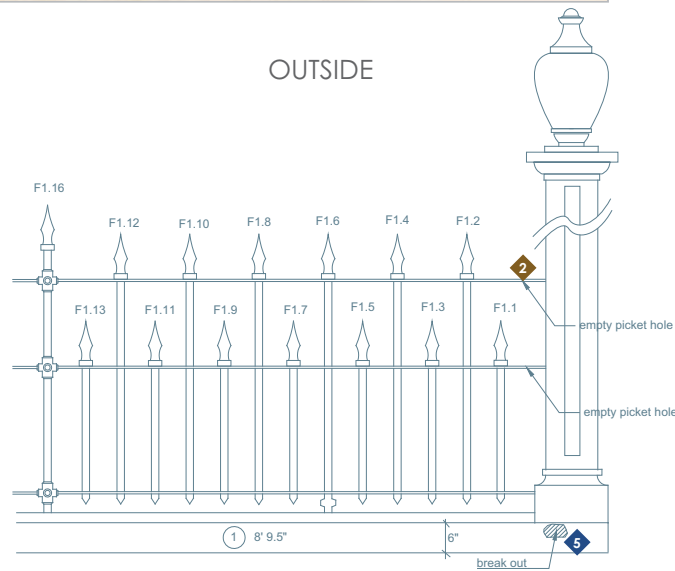 OUTSIDE
F1.16
F1.12
F1.10
F1.8
F1.6
F1.4
F1.2
2
F1.13
F1.11
F1.9
F1.7
F1.5
F1.3
F1.1
empty picket hole
empty picket hole
1 8' 9.5"
6"
5
break out